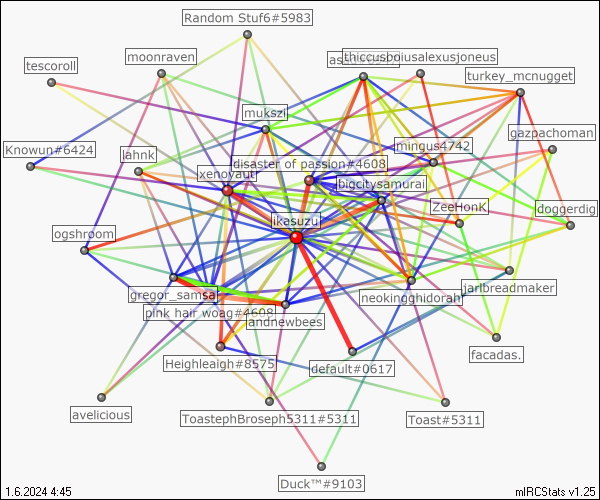 Random Stuf6#5983
moonraven
thiccusboiusalexusjoneus
tescoroll
turkey_mcnugget
mukszi
gazpachoman
Knowun#6424
mingus4742
lahnk
disaster of passion#4608
xenovaut
bigcitysamurai
ZeeHonK
doggerdig
ikasuzu
ogshroom
jarlbreadmaker
gregor_samsa
neokingghidorah
pink hair woag#4608
andnewbees
facadas.
Heighleaigh#8575
default#0617
avelicious
ToastephBroseph5311#5311
Toast#5311
Duck™#9103
1.6.2024 4:45
mIRCStats v1.25